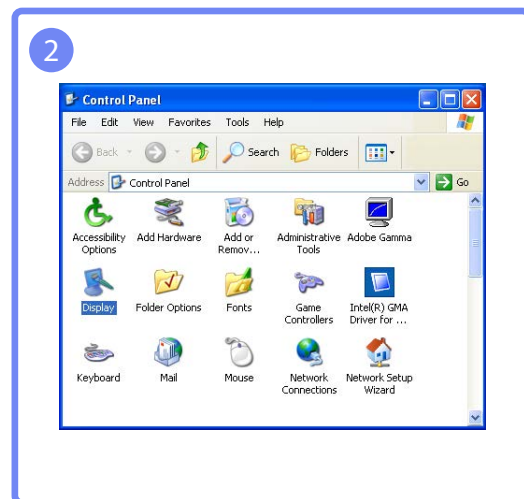 2
Control Panel
File Edit View Favorites Tools Help
Back Search Folders
Address Control Panel Go
Accessibility Options
Add Hardware
Add or Remov...
Administrative Tools
Adobe Gamma
Display
Folder Options
Fonts
Game Controllers
Intel(R) GMA Driver for ...
Keyboard
Mail
Mouse
Network Connections
Network Setup Wizard